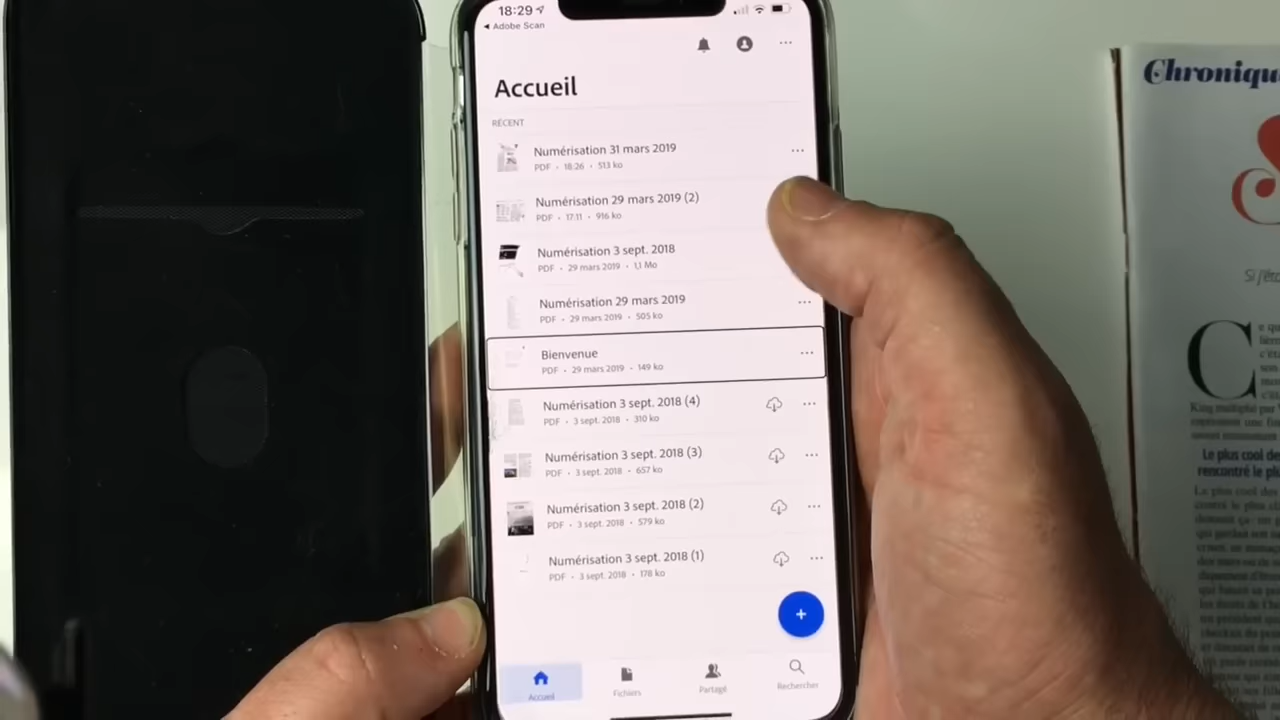 18:29
Adobe Scan
Accueil
RÉCENT
Numérisation 31 mars 2019
PDF • 18:26 • 513 ko
Numérisation 29 mars 2019 (2)
PDF • 17:11 • 916 ko
Numérisation 3 sept. 2018
PDF • 29 mars 2019 • 1,1 Mo
Numérisation 29 mars 2019
PDF • 29 mars 2019 • 505 ko
Bienvenue
PDF • 29 mars 2019 • 149 ko
Numérisation 3 sept. 2018 (4)
PDF • 3 sept. 2018 • 310 ko
Numérisation 3 sept. 2018 (3)
PDF • 3 sept. 2018 • 657 ko
Numérisation 3 sept. 2018 (2)
PDF • 3 sept. 2018 • 579 ko
Numérisation 3 sept. 2018 (1)
PDF • 3 sept. 2018 • 178 ko
Accueil
Fichiers
Partagé
Rechercher
Chroniqu
Si j'éta
Le plus cool de
rencontré le pl